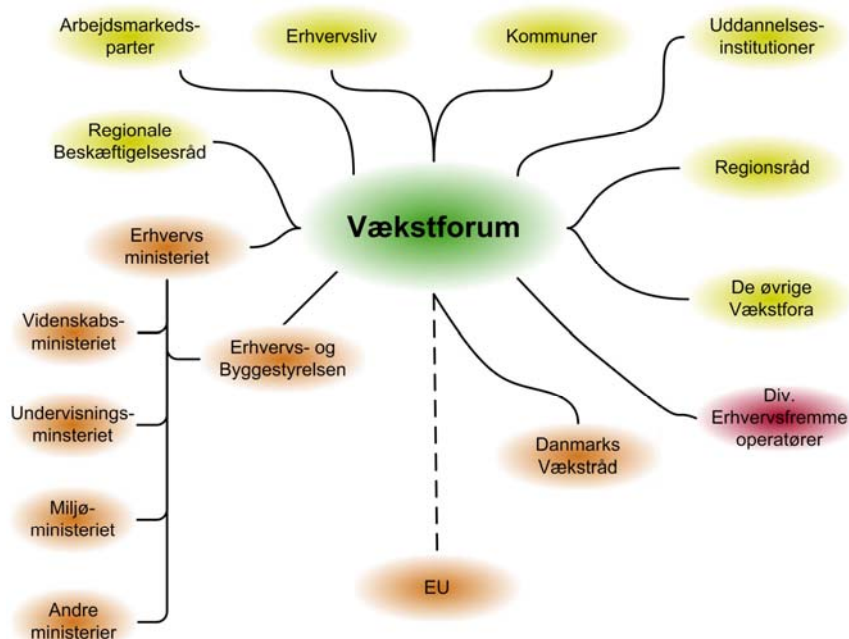 Arbejdsmarkeds-
parter
Erhvervsliv
Kommuner
Uddannelses-
institutioner
Regionale
Beskæftigelsesråd
Regionsråd
Vækstforum
Erhvervs
ministeriet
De øvrige
Vækstfora
Videnskabs-
ministeriet
Erhvervs- og
Byggestyrelsen
Undervisnings-
minsteriet
Danmarks
Vækstråd
Div.
Erhvervsfremme
operatører
Miljø-
ministeriet
EU
Andre
ministerier